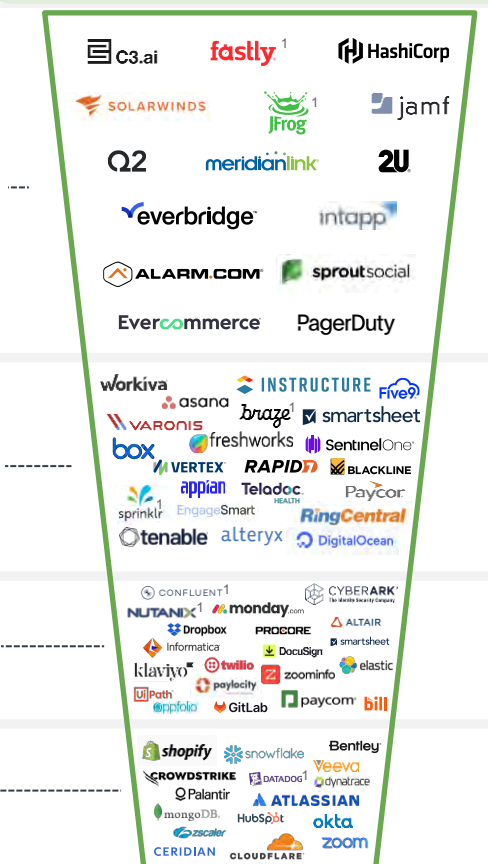 C3.ai fastly 1 HashiCorp
SOLARWINDS JFrog 1 jamf
Q2 meridianlink 2U
everbridge intapp
ALARM.COM sproutsocial
Evercommerce PagerDuty
workiva INSTRUCTURE Five9
asana braze 1 smartsheet
VARONIS
box freshworks SentinelOne
VERTEX RAPID7 BLACKLINE
appian Teladoc HEALTH Paycor
sprinklr 1 EngageSmart RingCentral
tenable alteryx DigitalOcean
CONFLUENT 1 CYBERARK
The Identity Security Company
NUTANIX 1 monday.com ALTAIR
Dropbox PROCORE smartsheet
Informatica DocuSign
klaviyo twilio zoominfo elastic
UiPath paylocity paycom bill
appfolio GitLab
shopify snowflake Bentley
Veeva
CROWDSTRIKE DATADOG 1 dynatrace
Palantir ATLASSIAN
mongoDB. HubSpot okta
zscaler zoom
CERIDIAN CLOUDFLARE